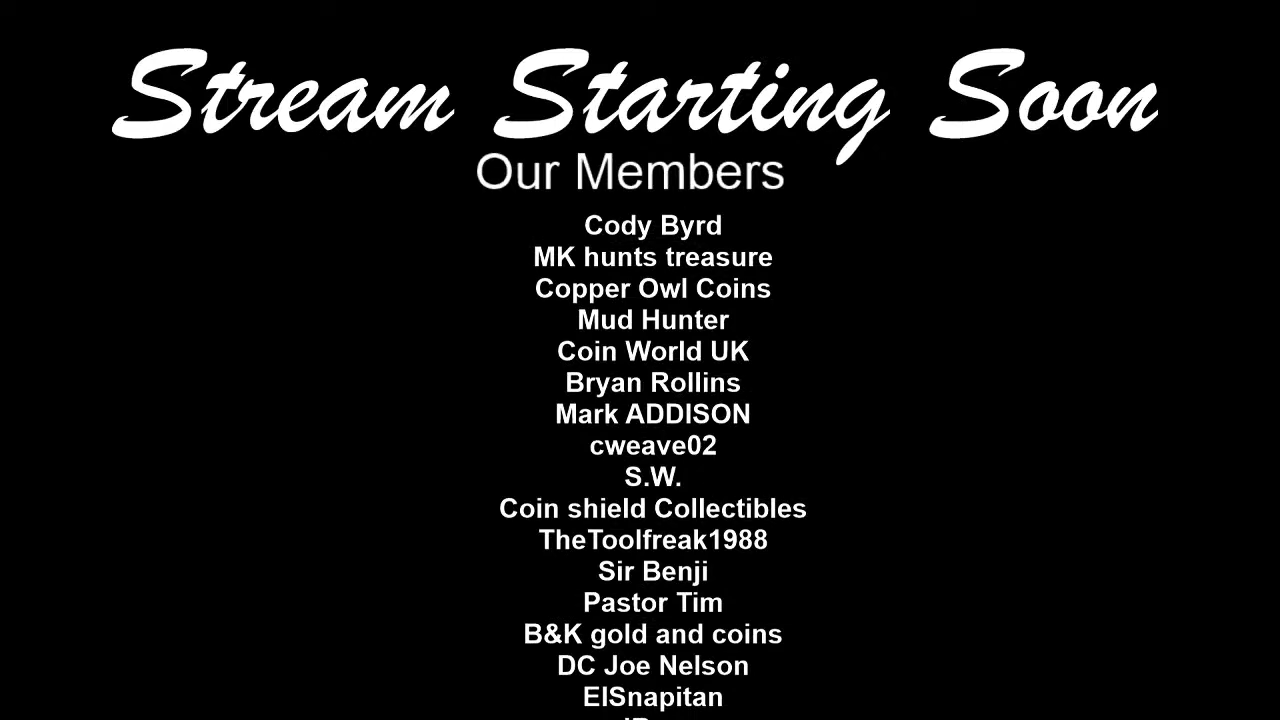 Stream Starting Soon
Our Members
Cody Byrd
MK hunts treasure
Copper Owl Coins
Mud Hunter
Coin World UK
Bryan Rollins
Mark ADDISON
cweave02
S.W.
Coin shield Collectibles
TheToolfreak1988
Sir Benji
Pastor Tim
B&K gold and coins
DC Joe Nelson
ElSnapitan